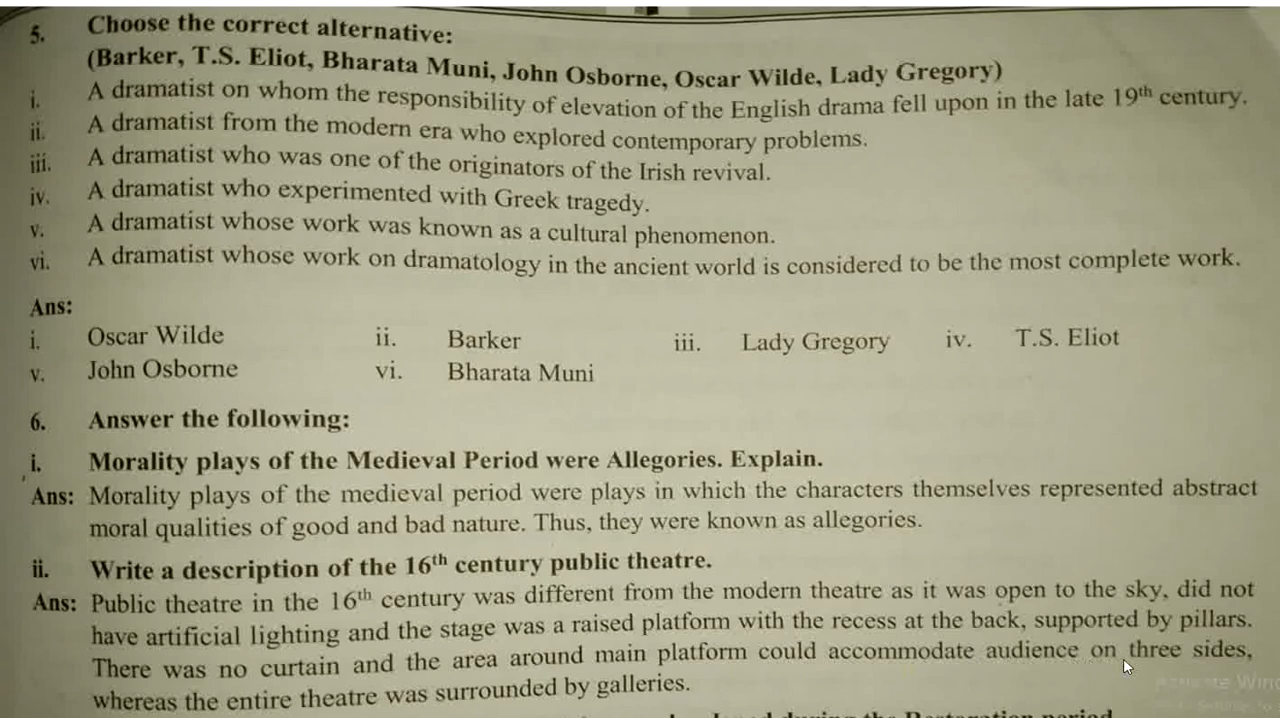 5. Choose the correct alternative:
(Barker, T.S. Eliot, Bharata Muni, John Osborne, Oscar Wilde, Lady Gregory)
i. A dramatist on whom the responsibility of elevation of the English drama fell upon in the late 19th century.
ii. A dramatist from the modern era who explored contemporary problems.
iii. A dramatist who was one of the originators of the Irish revival.
iv. A dramatist who experimented with Greek tragedy.
v. A dramatist whose work was known as a cultural phenomenon.
vi. A dramatist whose work on dramatology in the ancient world is considered to be the most complete work.
Ans:
i. Oscar Wilde ii. Barker iii. Lady Gregory iv. T.S. Eliot
v. John Osborne vi. Bharata Muni
6. Answer the following:
i. Morality plays of the Medieval Period were Allegories. Explain.
Ans: Morality plays of the medieval period were plays in which the characters themselves represented abstract
moral qualities of good and bad nature. Thus, they were known as allegories.
ii. Write a description of the 16th century public theatre.
Ans: Public theatre in the 16th century was different from the modern theatre as it was open to the sky, did not
have artificial lighting and the stage was a raised platform with the recess at the back, supported by pillars.
There was no curtain and the area around main platform could accommodate audience on three sides,
whereas the entire theatre was surrounded by galleries.
during the Restoration period
Activate Wind